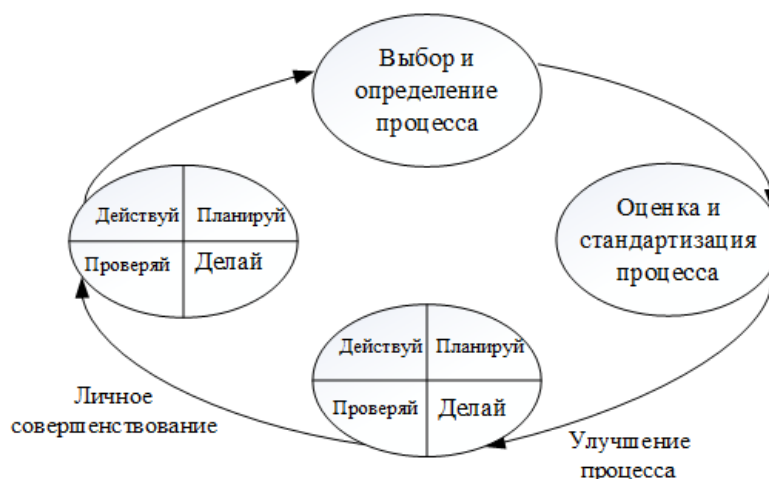 Выбор и
определение
процесса
Оценка и
стандартизация
процесса
Действуй
Планируй
Проверяй
Делай
Действуй
Планируй
Проверяй
Делай
Личное
совершенствование
Улучшение
процесса